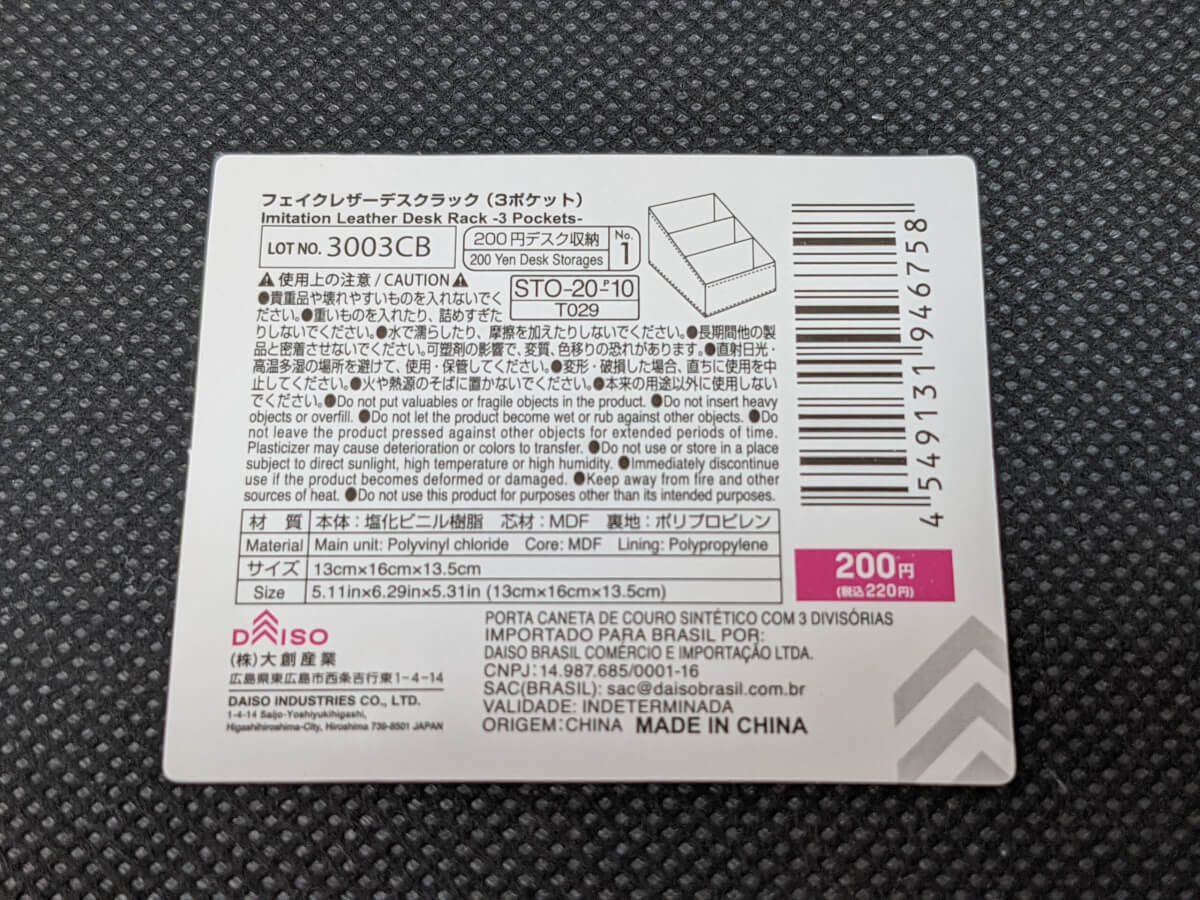 フェイクレザーデスクラック（3ポケット）
Imitation Leather Desk Rack -3 Pockets-
LOT NO. 3003CB
200円デスク収納
200 Yen Desk Storages
No.
1
STO-20-P-10
T029
⚠使用上の注意/CAUTION⚠
●貴重品や壊れやすいものを入れないでく
ださい。●重いものを入れたり、詰めすぎた
りしないでください。●水で濡らしたり、摩擦を加えたりしないでください。●長期間他の製
品と密着させないでください。可塑剤の影響で、変質、色移りの恐れがあります。●直射日光・
高温多湿の場所を避けて、使用・保管してください。●変形・破損した場合、直ちに使用を中
止してください。●火や熱源のそばに置かないでください。●本来の用途以外に使用しない
でください。●Do not put valuables or fragile objects in the product. ●Do not insert heavy
objects or overfill. ●Do not let the product become wet or rub against other objects. ●Do
not leave the product pressed against other objects for extended periods of time.
Plasticizer may cause deterioration or colors to transfer. ●Do not use or store in a place
subject to direct sunlight, high temperature or high humidity. ●Immediately discontinue
use if the product becomes deformed or damaged. ●Keep away from fire and other
sources of heat. ●Do not use this product for purposes other than its intended purposes.
材質 本体：塩化ビニル樹脂 芯材：MDF 裏地：ポリプロピレン
Material Main unit: Polyvinyl chloride Core: MDF Lining: Polypropylene
サイズ 13cm×16cm×13.5cm
Size 5.11in×6.29in×5.31in (13cm×16cm×13.5cm)
4 549131 946758
200円
(税込220円)
DAISO
(株)大創産業
広島県東広島市西条吉行東1-4-14
DAISO INDUSTRIES CO., LTD.
1-4-14 Saijo-Yoshiyukihigashi,
Higashihiroshima-City, Hiroshima 739-8501 JAPAN
PORTA CANETA DE COURO SINTÉTICO COM 3 DIVISÓRIAS
IMPORTADO PARA BRASIL POR:
DAISO BRASIL COMÉRCIO E IMPORTAÇÃO LTDA.
CNPJ: 14.987.685/0001-16
SAC(BRASIL): sac@daisobrasil.com.br
VALIDADE: INDETERMINADA
ORIGEM: CHINA MADE IN CHINA